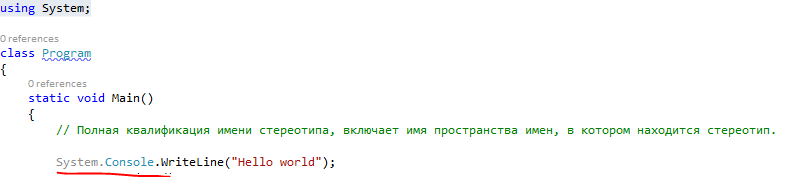 using System;
0 references
class Program
{
0 references
static void Main()
{
// Полная квалификация имени стереотипа, включает имя пространства имен, в котором находится стереотип.
System.Console.WriteLine("Hello world");